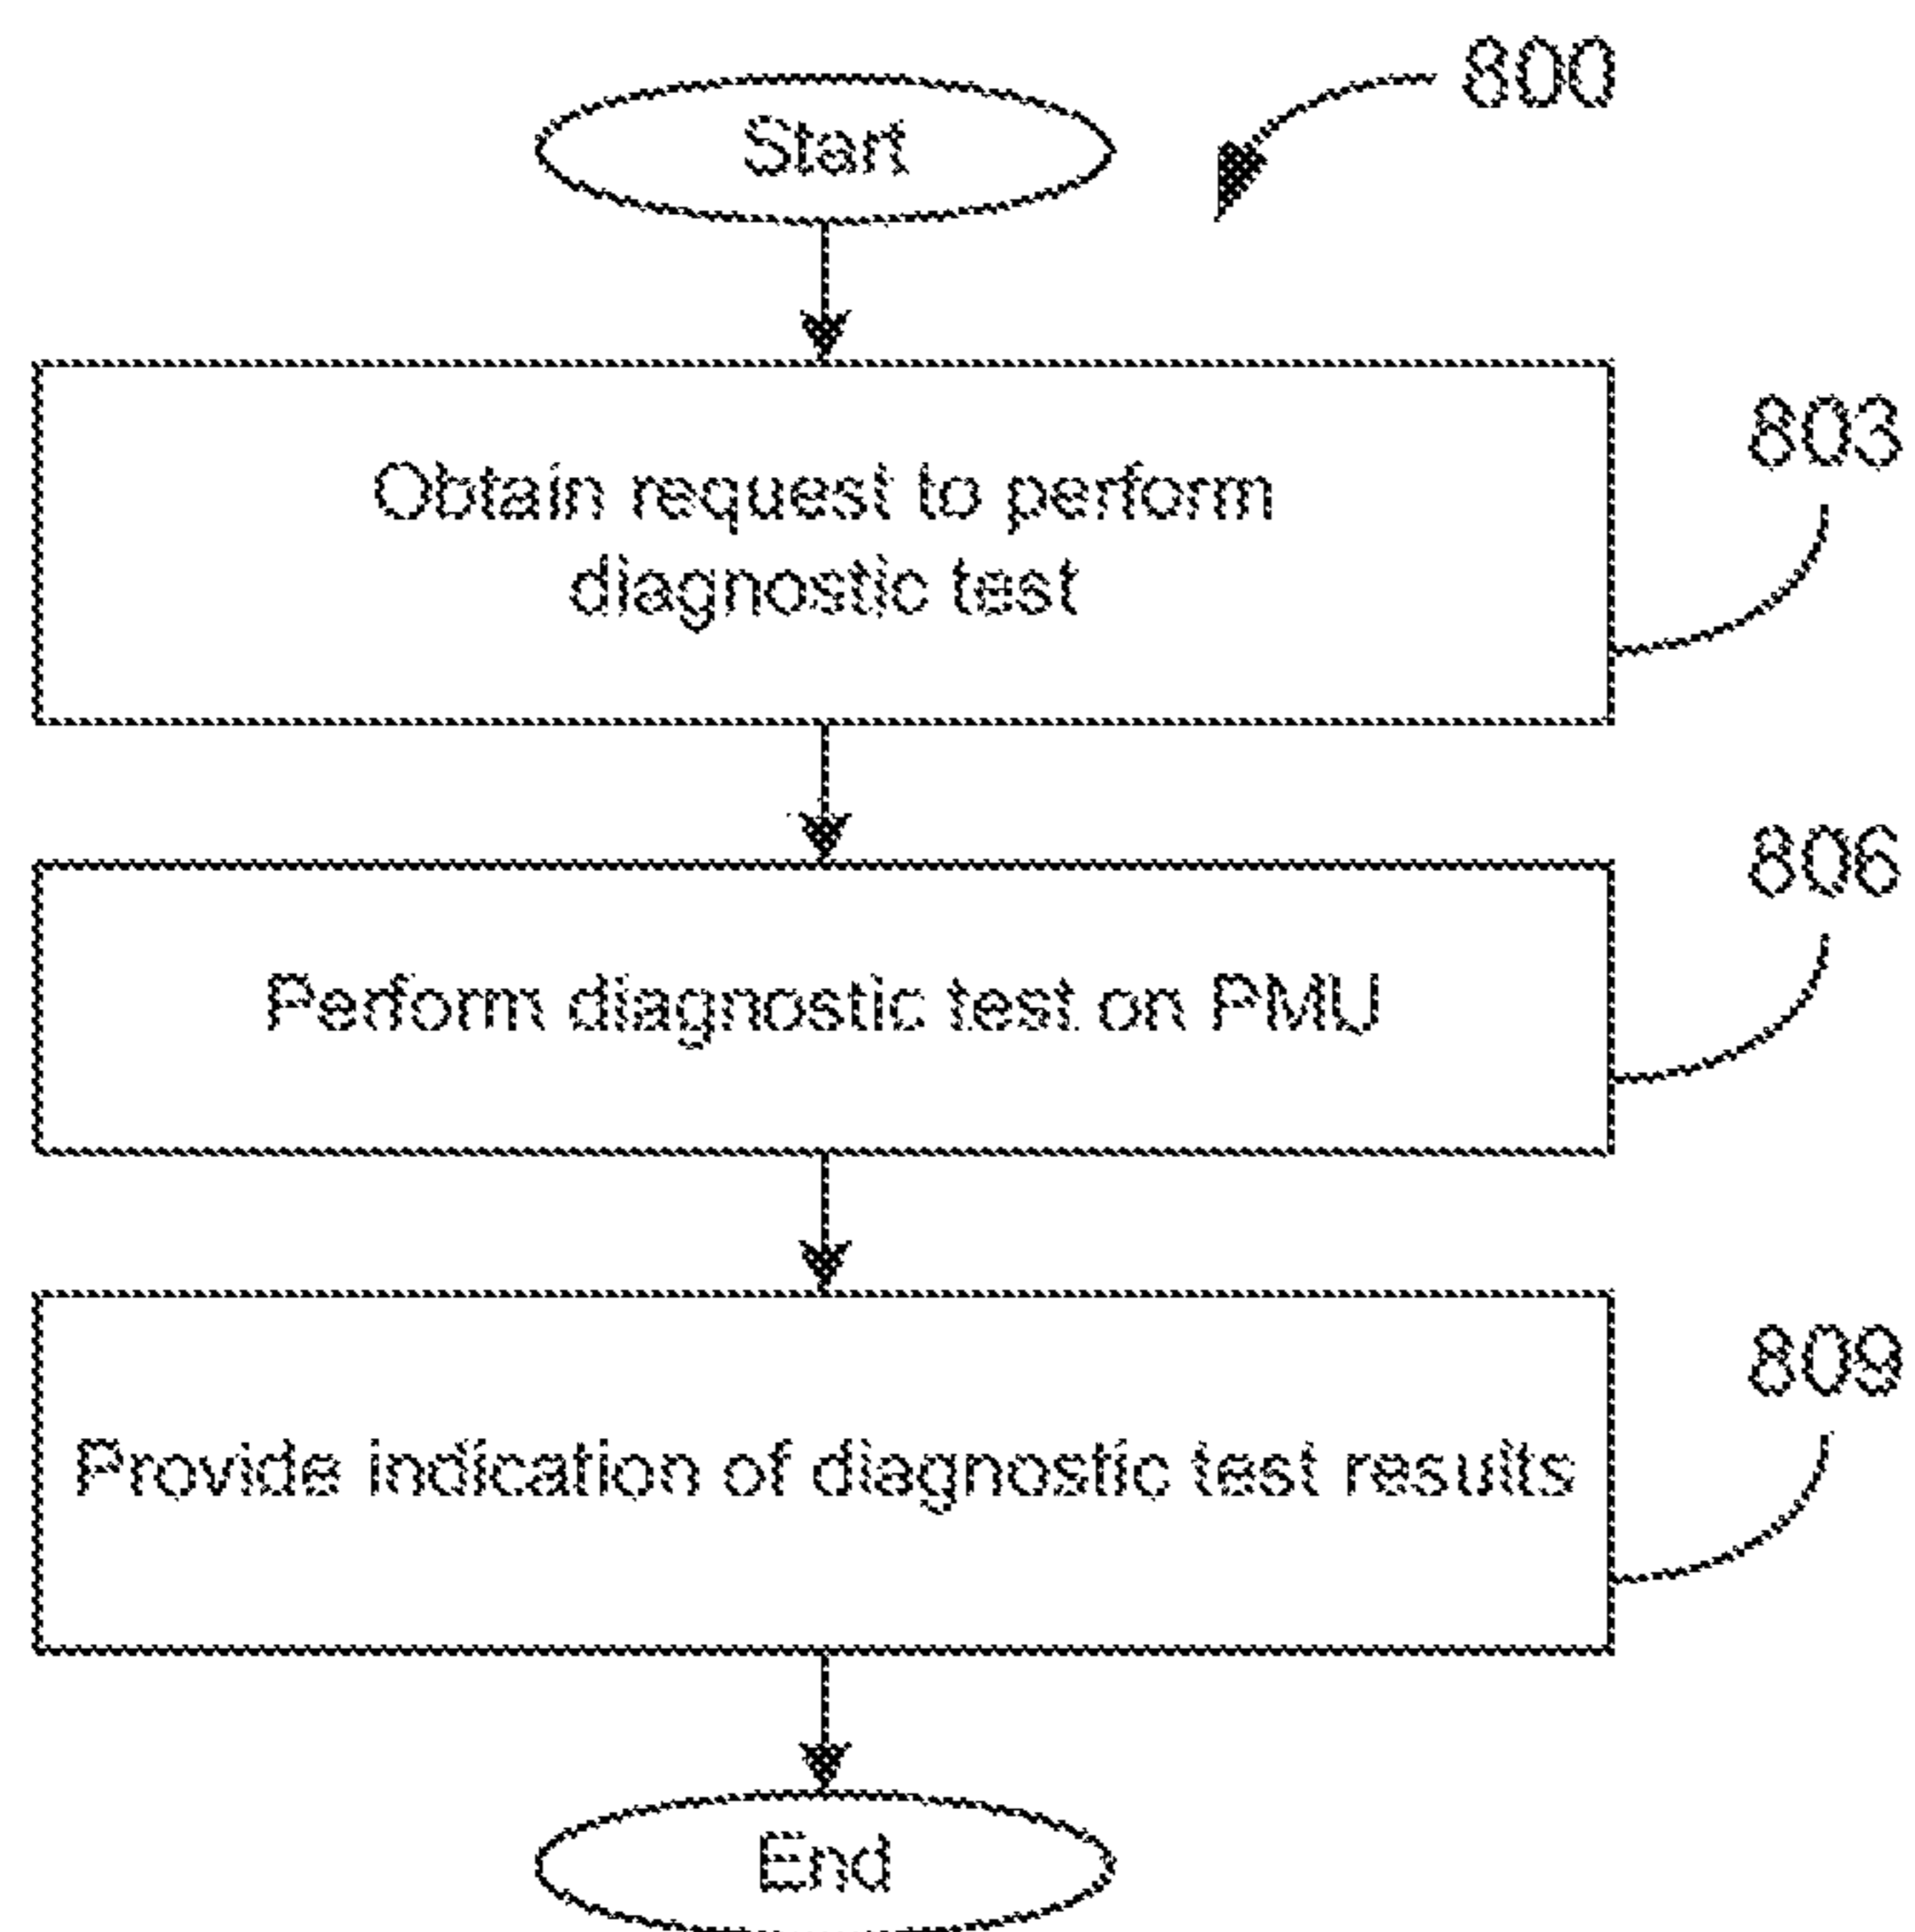 800
Start
803
Obtain request to perform
diagnostic test
806
Perform diagnostic test on PMU
809
Provide indication of diagnostic test results
End